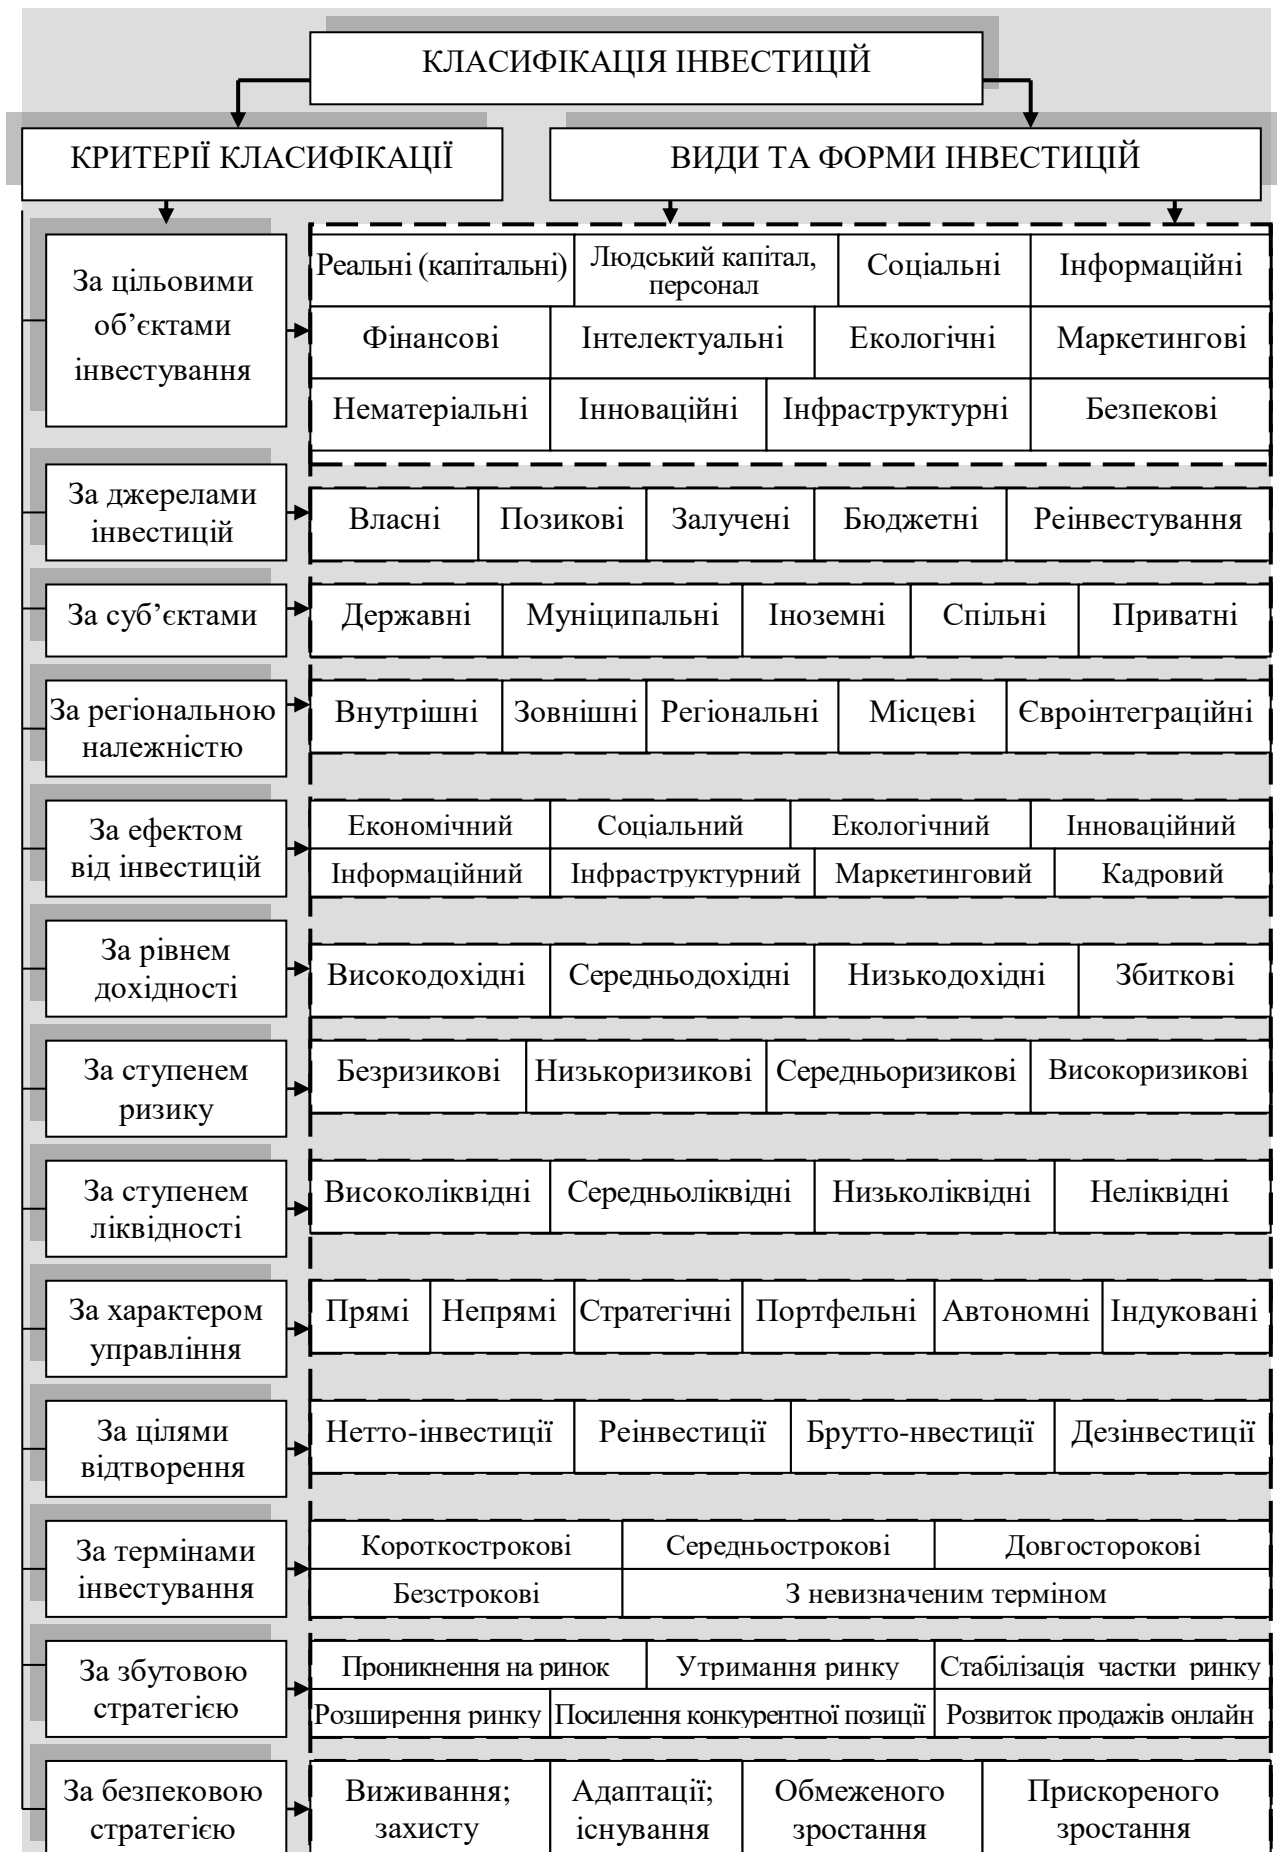 КЛАСИФІКАЦІЯ ІНВЕСТИЦІЙ
КРИТЕРІЇ КЛАСИФІКАЦІЇ
ВИДИ ТА ФОРМИ ІНВЕСТИЦІЙ
За цільовими
об’єктами
інвестування
Реальні (капітальні)
Людський капітал,
персонал
Соціальні
Інформаційні
Фінансові
Інтелектуальні
Екологічні
Маркетингові
Нематеріальні
Інноваційні
Інфраструктурні
Безпекові
За джерелами
інвестицій
Власні
Позикові
Залучені
Бюджетні
Реінвестування
За суб’єктами
Державні
Муніципальні
Іноземні
Спільні
Приватні
За регіональною
належністю
Внутрішні
Зовнішні
Регіональні
Місцеві
Євроінтеграційні
За ефектом
від інвестицій
Економічний
Соціальний
Екологічний
Інноваційний
Інформаційний
Інфраструктурний
Маркетинговий
Кадровий
За рівнем
дохідності
Високодохідні
Середньодохідні
Низькодохідні
Збиткові
За ступенем
ризику
Безризикові
Низькоризикові
Середньоризикові
Високоризикові
За ступенем
ліквідності
Високоліквідні
Середньоліквідні
Низьколіквідні
Неліквідні
За характером
управління
Прямі
Непрямі
Стратегічні
Портфельні
Автономні
Індуковані
За цілями
відтворення
Нетто-інвестиції
Реінвестиції
Брутто-нвестиції
Дезінвестиції
За термінами
інвестування
Короткострокові
Середньострокові
Довгосторокові
Безстрокові
З невизначеним терміном
За збутовою
стратегією
Проникнення на ринок
Утримання ринку
Стабілізація частки ринку
Розширення ринку
Посилення конкурентної позиції
Розвиток продажів онлайн
За безпековою
стратегією
Виживання;
захисту
Адаптації;
існування
Обмеженого
зростання
Прискореного
зростання